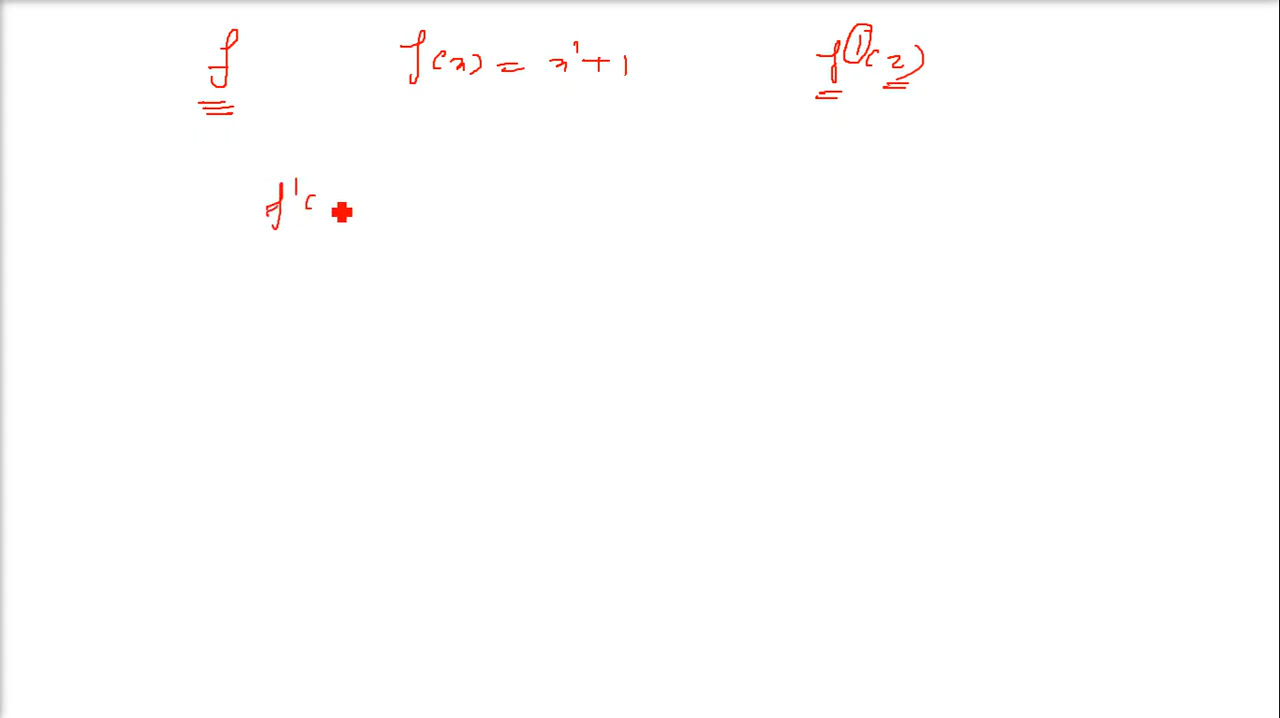 f f(x) = x² + 1 f'(2)
f'(